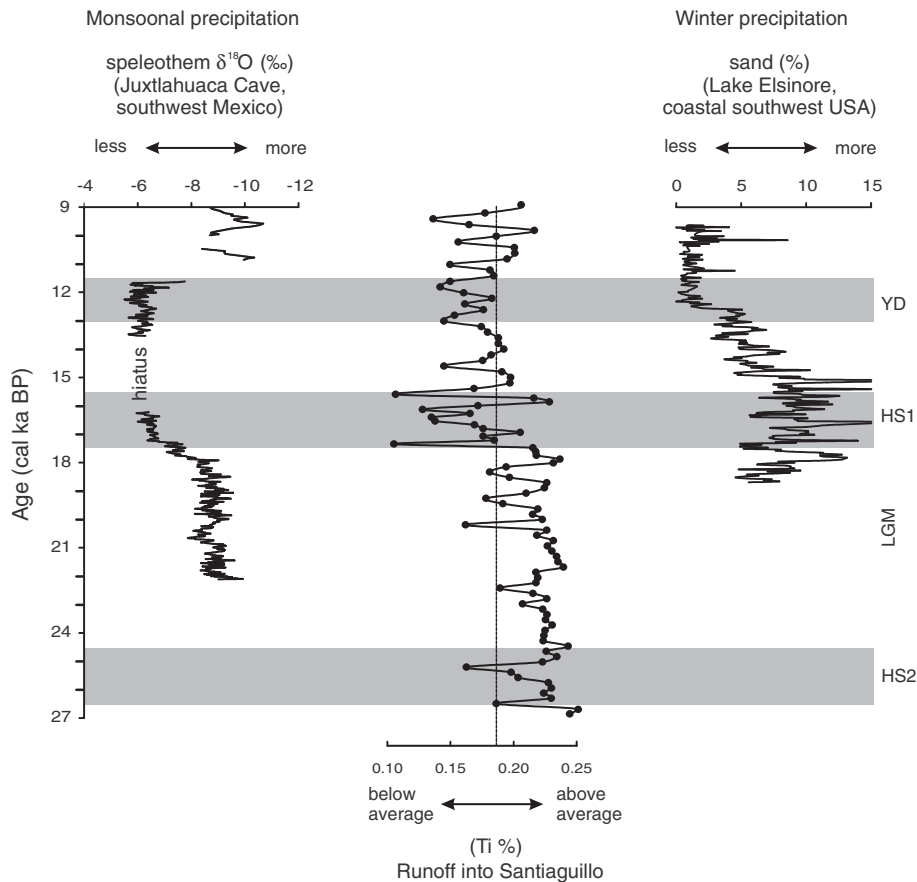 Monsoonal precipitation
speleothem δ¹⁸O (‰)
(Juxtlahuaca Cave,
southwest Mexico)
less
more
-4
-6
-8
-10
-12
Winter precipitation
sand (%)
(Lake Elsinore,
coastal southwest USA)
less
more
0
5
10
15
Age (cal ka BP)
9
12
15
18
21
24
27
hiatus
YD
HS1
LGM
HS2
0.10
0.15
0.20
0.25
below
average
above
average
(Ti %)
Runoff into Santiaguillo